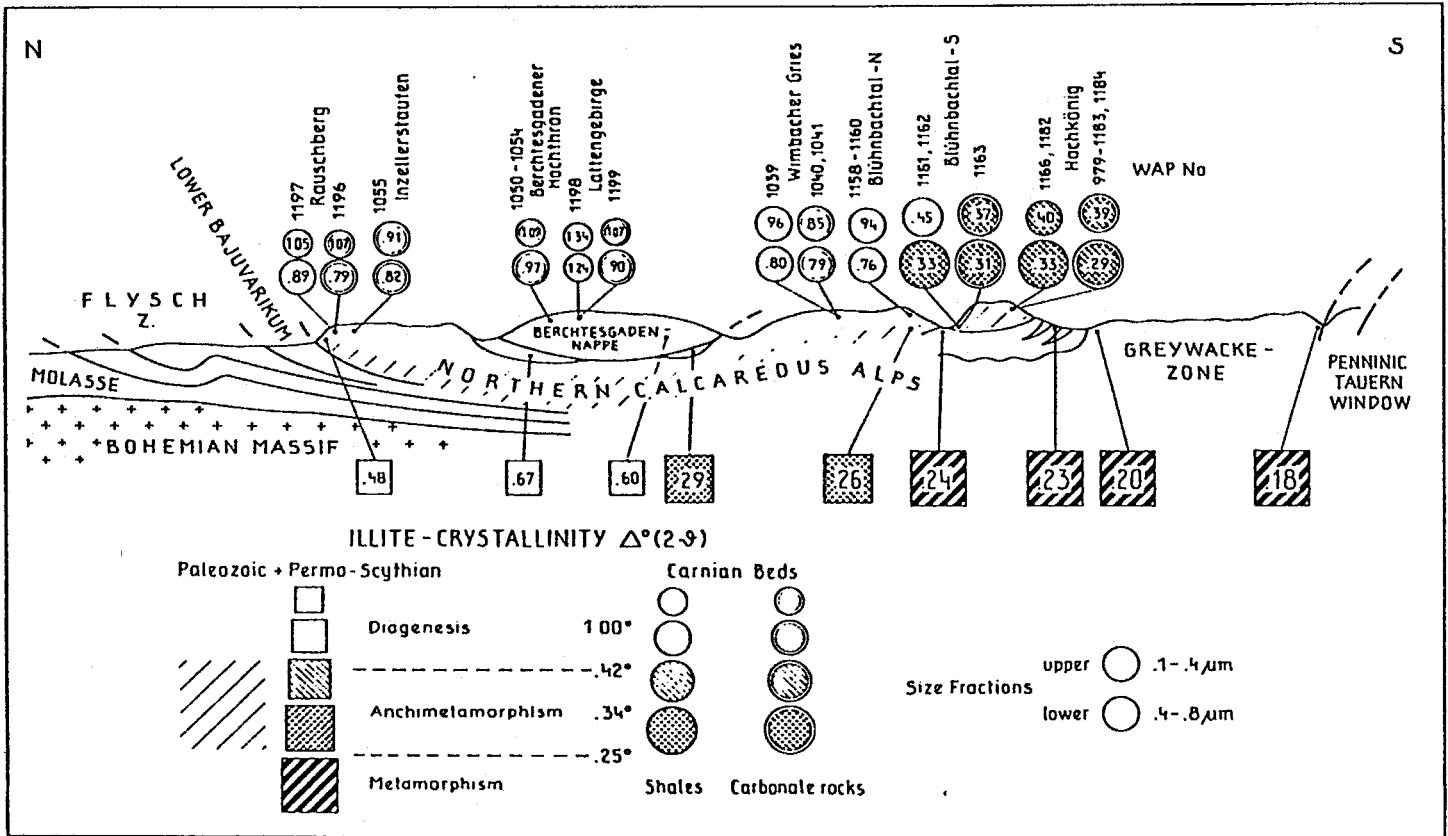 N
S
LOWER BAJUVARIKUM
1197
Rauschberg
1196
1055
Inzellerstaufen
1050-1054
Berchtesgadener
Hochthron
1198
Lattengebirge
1199
1039
Wimbacher Gries
1040, 1041
1158-1160
Blühnbachtal-N
1161, 1162
Blühnbachtal-S
1163
1166, 1182
Hochkönig
979-1183, 1184
WAP No
105
107
.91
134
107
96
85
94
.45
.37
.40
.39
.89
.79
.82
.97
124
.90
.80
.79
.76
.33
.31
.33
.29
FLYSCH
Z.
MOLASSE
BOHEMIAN MASSIF
BERCHTESGADEN-
NAPPE
NORTHERN CALCAREOUS ALPS
GREYWACKE-
ZONE
PENNINIC
TAUERN
WINDOW
.48
.67
.60
.29
.26
.24
.23
.20
.18
ILLITE-CRYSTALLINITY Δ°(2ϑ)
Paleozoic + Permo-Scythian
Carnian Beds
Diagenesis 1.00°
.42°
Anchimetamorphism .34°
.25°
Metamorphism
Shales Carbonate rocks
Size Fractions
upper .1-.4 µm
lower .4-.8 µm